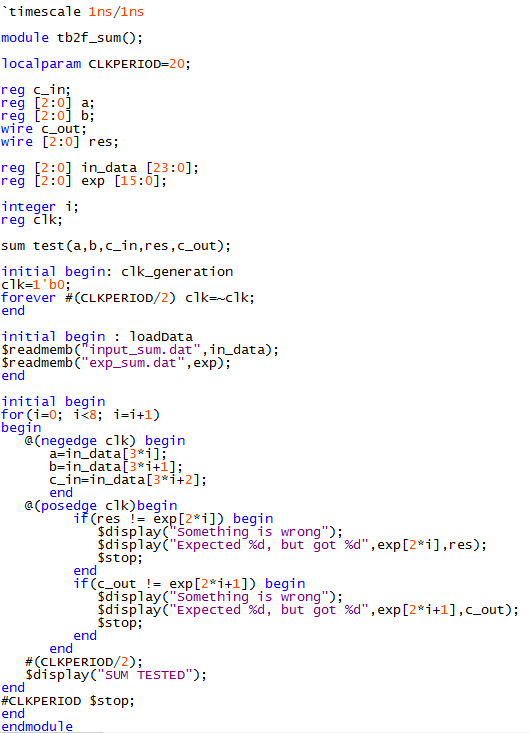 `timescale 1ns/1ns
module tb2f_sum();
localparam CLKPERIOD=20;
reg c_in;
reg [2:0] a;
reg [2:0] b;
wire c_out;
wire [2:0] res;
reg [2:0] in_data [23:0];
reg [2:0] exp [15:0];
integer i;
reg clk;
sum test(a,b,c_in,res,c_out);
initial begin: clk_generation
clk=1'b0;
forever #(CLKPERIOD/2) clk=~clk;
end
initial begin : loadData
$readmemb("input_sum.dat",in_data);
$readmemb("exp_sum.dat",exp);
end
initial begin
for(i=0; i<8; i=i+1)
begin
@(negedge clk) begin
a=in_data[3*i];
b=in_data[3*i+1];
c_in=in_data[3*i+2];
end
@(posedge clk)begin
if(res != exp[2*i]) begin
$display("Something is wrong");
$display("Expected %d, but got %d",exp[2*i],res);
$stop;
end
if(c_out != exp[2*i+1]) begin
$display("Something is wrong");
$display("Expected %d, but got %d",exp[2*i+1],c_out);
$stop;
end
end
#(CLKPERIOD/2);
$display("SUM TESTED");
end
#CLKPERIOD $stop;
end
endmodule